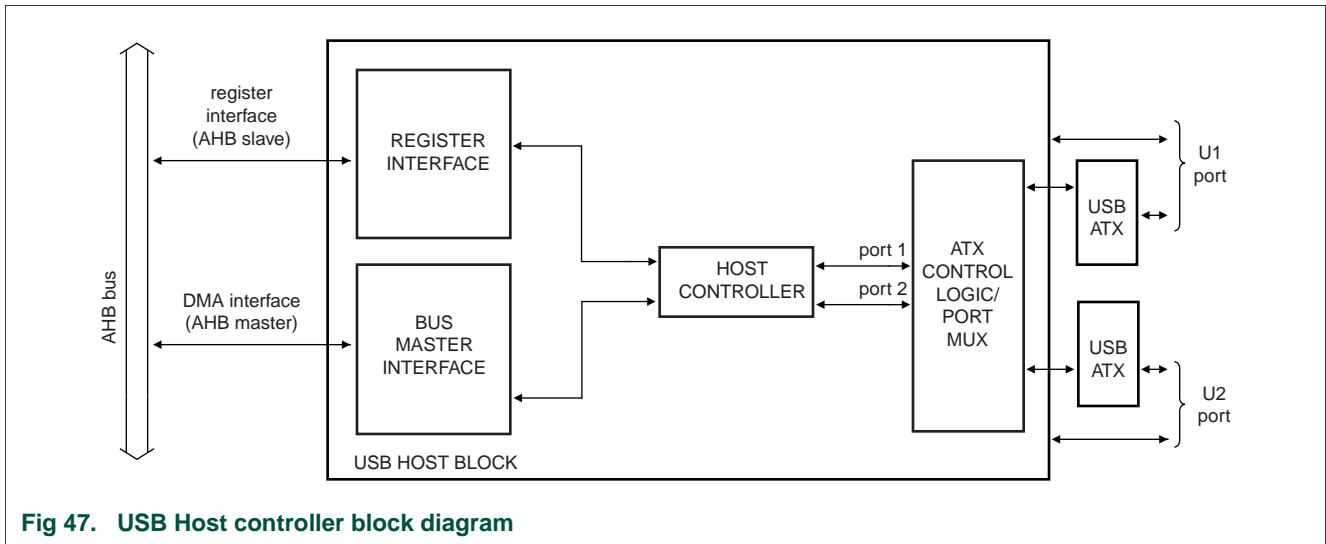 AHB bus
register
interface
(AHB slave)
DMA interface
(AHB master)
REGISTER
INTERFACE
BUS
MASTER
INTERFACE
USB HOST BLOCK
HOST
CONTROLLER
port 1
port 2
ATX
CONTROL
LOGIC/
PORT
MUX
USB
ATX
U1
port
USB
ATX
U2
port
Fig 47. USB Host controller block diagram